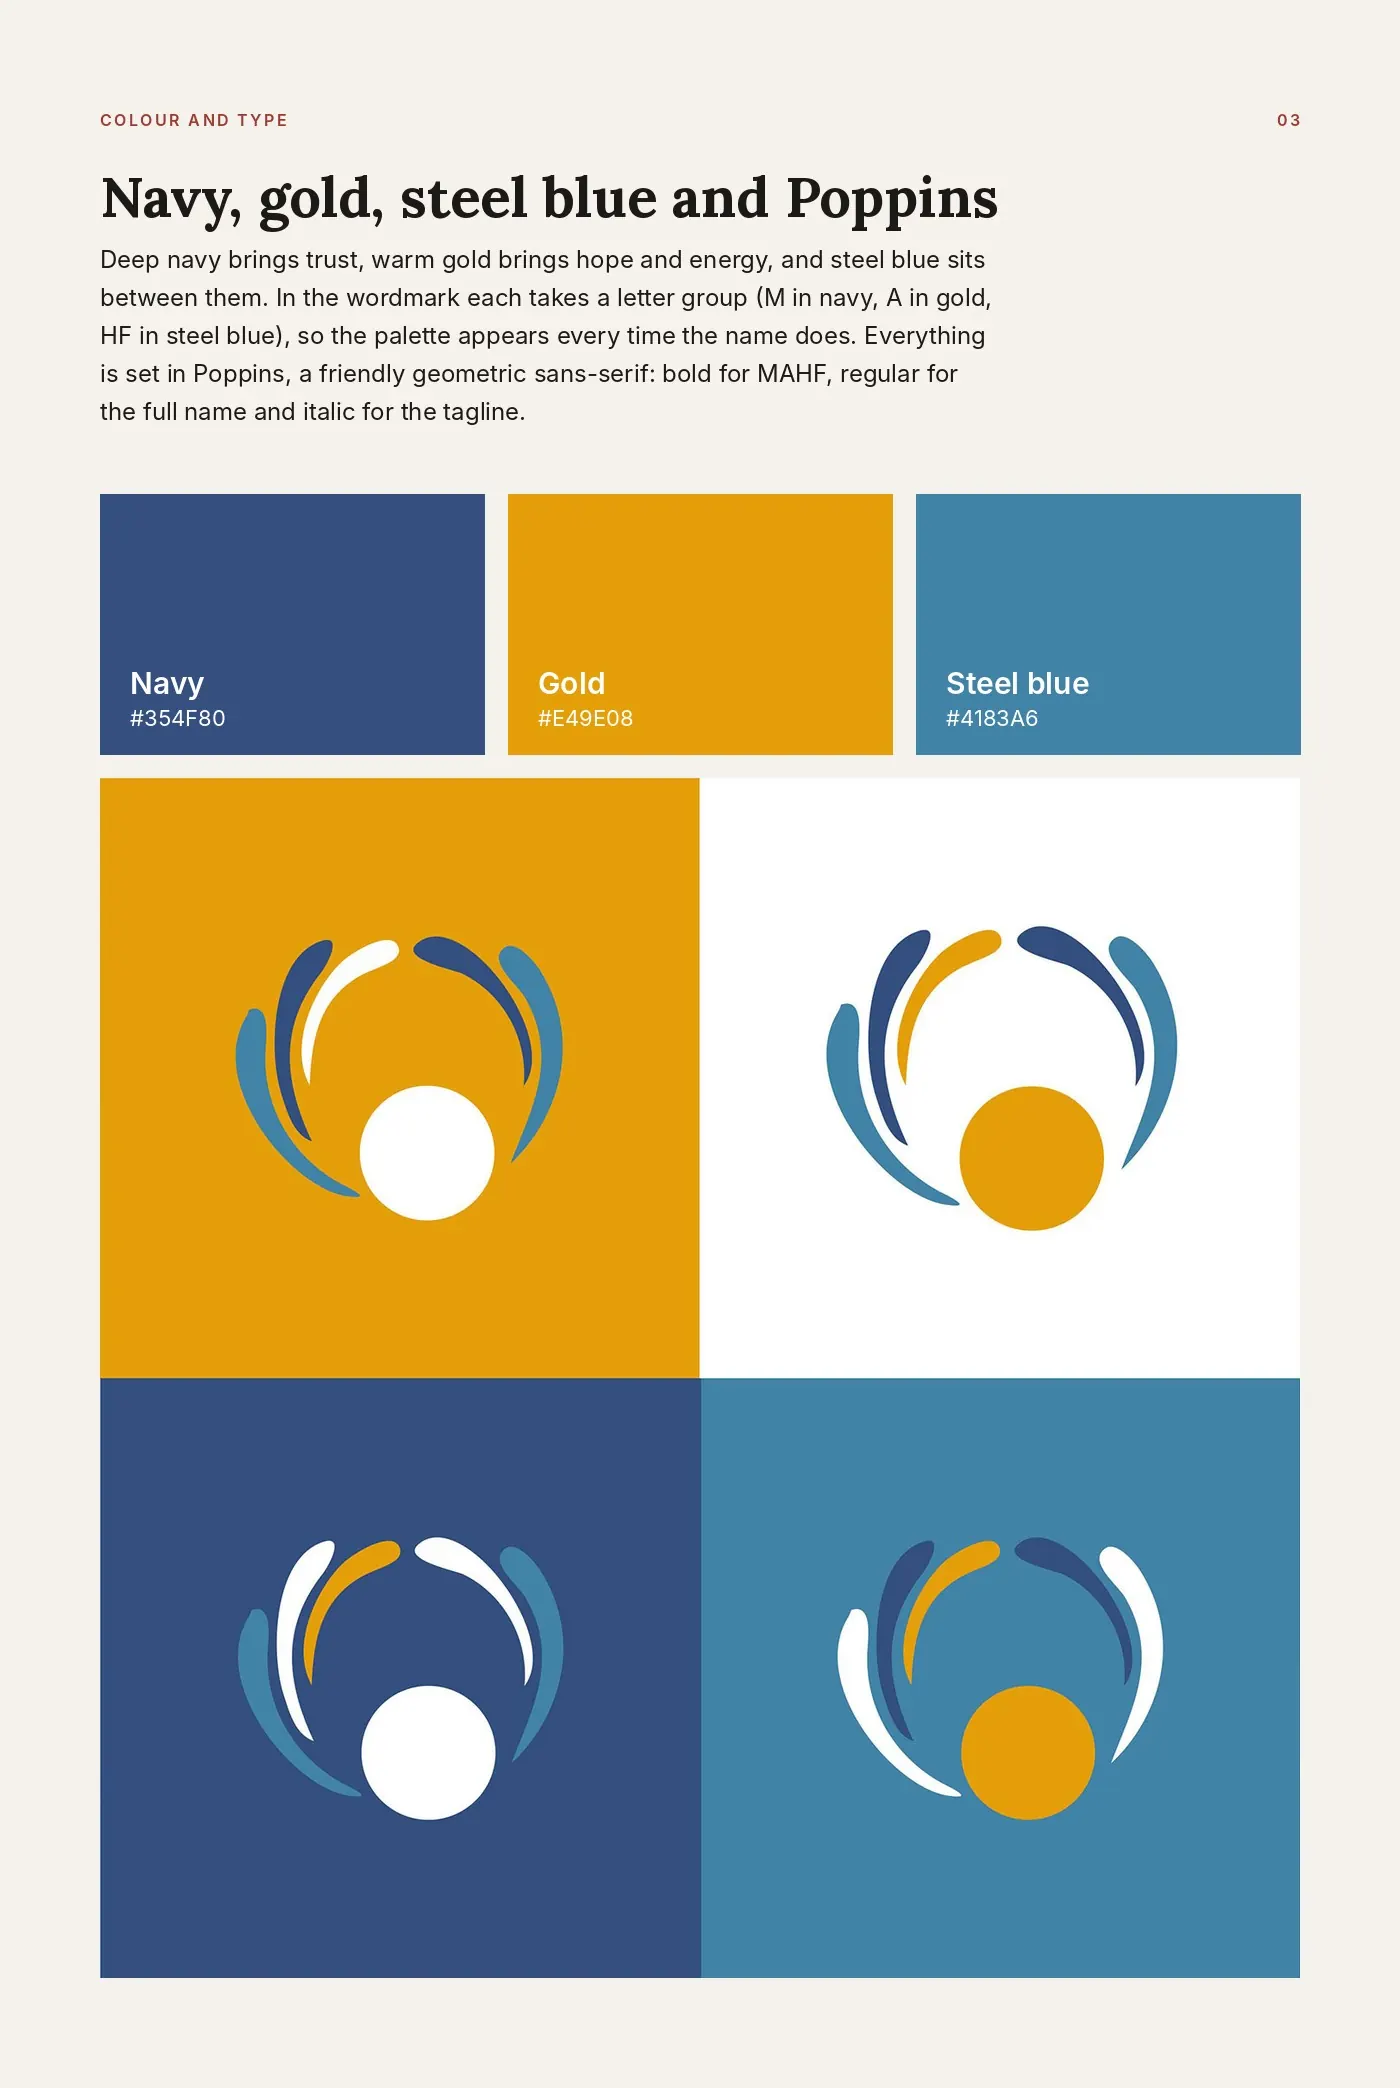 COLOUR AND TYPE
03
Navy, gold, steel blue and Poppins
Deep navy brings trust, warm gold brings hope and energy, and steel blue sits
between them. In the wordmark each takes a letter group (M in navy, A in gold,
HF in steel blue), so the palette appears every time the name does. Everything
is set in Poppins, a friendly geometric sans-serif: bold for MAHF, regular for
the full name and italic for the tagline.
Navy
#354F80
Gold
#E49E08
Steel blue
#4183A6